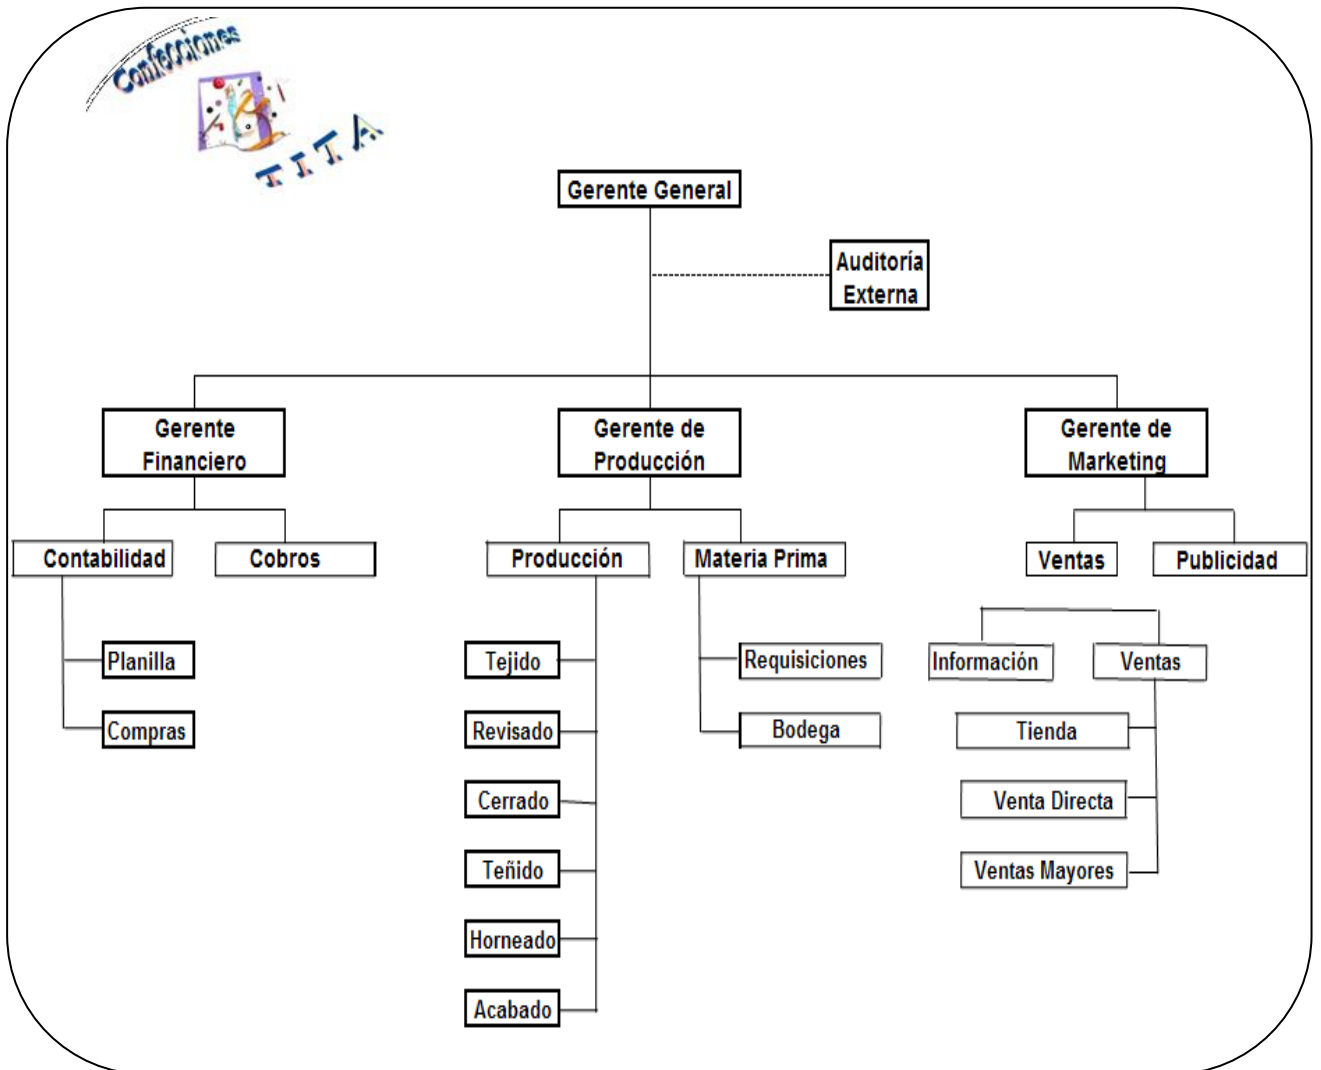 Confecciones
TITA
Gerente General
Auditoría
Externa
Gerente
Financiero
Gerente de
Producción
Gerente de
Marketing
Contabilidad
Cobros
Producción
Materia Prima
Ventas
Publicidad
Planilla
Compras
Tejido
Revisado
Cerrado
Teñido
Horneado
Acabado
Requisiciones
Bodega
Información
Ventas
Tienda
Venta Directa
Ventas Mayores